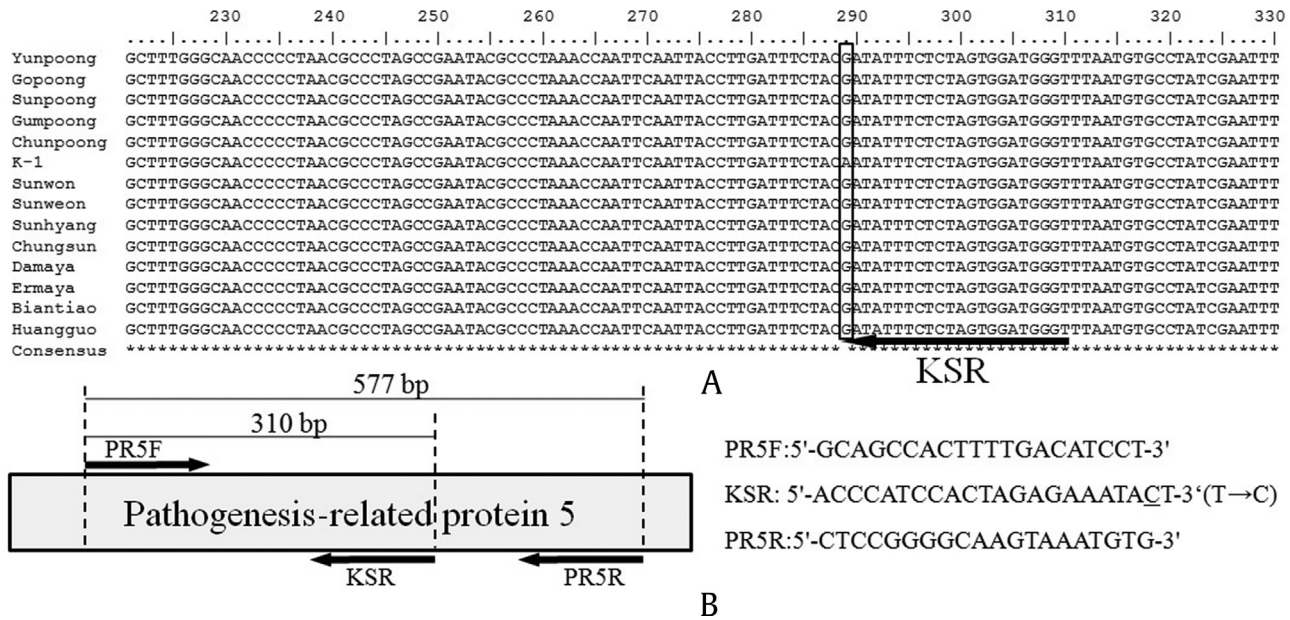 230 240 250 260 270 280 290 300 310 320 330
Yunpoong GCTTTGGGCAACCCCCTAACGCCCTAGCCGAATACGCCCTAAACCAATTCAATTACCTTGATTTCTACGATATTTCTCTAGTGGATGGGTTTAATGTGCCTATCGAATTT
Gopoong GCTTTGGGCAACCCCCTAACGCCCTAGCCGAATACGCCCTAAACCAATTCAATTACCTTGATTTCTACGATATTTCTCTAGTGGATGGGTTTAATGTGCCTATCGAATTT
Sunpoong GCTTTGGGCAACCCCCTAACGCCCTAGCCGAATACGCCCTAAACCAATTCAATTACCTTGATTTCTACGATATTTCTCTAGTGGATGGGTTTAATGTGCCTATCGAATTT
Gumpoong GCTTTGGGCAACCCCCTAACGCCCTAGCCGAATACGCCCTAAACCAATTCAATTACCTTGATTTCTACGATATTTCTCTAGTGGATGGGTTTAATGTGCCTATCGAATTT
Chunpoong GCTTTGGGCAACCCCCTAACGCCCTAGCCGAATACGCCCTAAACCAATTCAATTACCTTGATTTCTACGATATTTCTCTAGTGGATGGGTTTAATGTGCCTATCGAATTT
K-1 GCTTTGGGCAACCCCCTAACGCCCTAGCCGAATACGCCCTAAACCAATTCAATTACCTTGATTTCTACAATATTTCTCTAGTGGATGGGTTTAATGTGCCTATCGAATTT
Sunwon GCTTTGGGCAACCCCCTAACGCCCTAGCCGAATACGCCCTAAACCAATTCAATTACCTTGATTTCTACGATATTTCTCTAGTGGATGGGTTTAATGTGCCTATCGAATTT
Sunweon GCTTTGGGCAACCCCCTAACGCCCTAGCCGAATACGCCCTAAACCAATTCAATTACCTTGATTTCTACGATATTTCTCTAGTGGATGGGTTTAATGTGCCTATCGAATTT
Sunhyang GCTTTGGGCAACCCCCTAACGCCCTAGCCGAATACGCCCTAAACCAATTCAATTACCTTGATTTCTACGATATTTCTCTAGTGGATGGGTTTAATGTGCCTATCGAATTT
Chungsun GCTTTGGGCAACCCCCTAACGCCCTAGCCGAATACGCCCTAAACCAATTCAATTACCTTGATTTCTACGATATTTCTCTAGTGGATGGGTTTAATGTGCCTATCGAATTT
Damaya GCTTTGGGCAACCCCCTAACGCCCTAGCCGAATACGCCCTAAACCAATTCAATTACCTTGATTTCTACGATATTTCTCTAGTGGATGGGTTTAATGTGCCTATCGAATTT
Ermaya GCTTTGGGCAACCCCCTAACGCCCTAGCCGAATACGCCCTAAACCAATTCAATTACCTTGATTTCTACGATATTTCTCTAGTGGATGGGTTTAATGTGCCTATCGAATTT
Biantiao GCTTTGGGCAACCCCCTAACGCCCTAGCCGAATACGCCCTAAACCAATTCAATTACCTTGATTTCTACGATATTTCTCTAGTGGATGGGTTTAATGTGCCTATCGAATTT
Huangguo GCTTTGGGCAACCCCCTAACGCCCTAGCCGAATACGCCCTAAACCAATTCAATTACCTTGATTTCTACGATATTTCTCTAGTGGATGGGTTTAATGTGCCTATCGAATTT
Consensus ******************************************************************** *****************************************
KSR
A
577 bp
310 bp
PR5F
Pathogenesis-related protein 5
KSR
PR5R
PR5F:5'-GCAGCCACTTTTGACATCCT-3'
KSR: 5'-ACCCATCCACTAGAGAAATACT-3‘(T→C)
PR5R:5'-CTCCGGGGCAAGTAAATGTG-3'
B